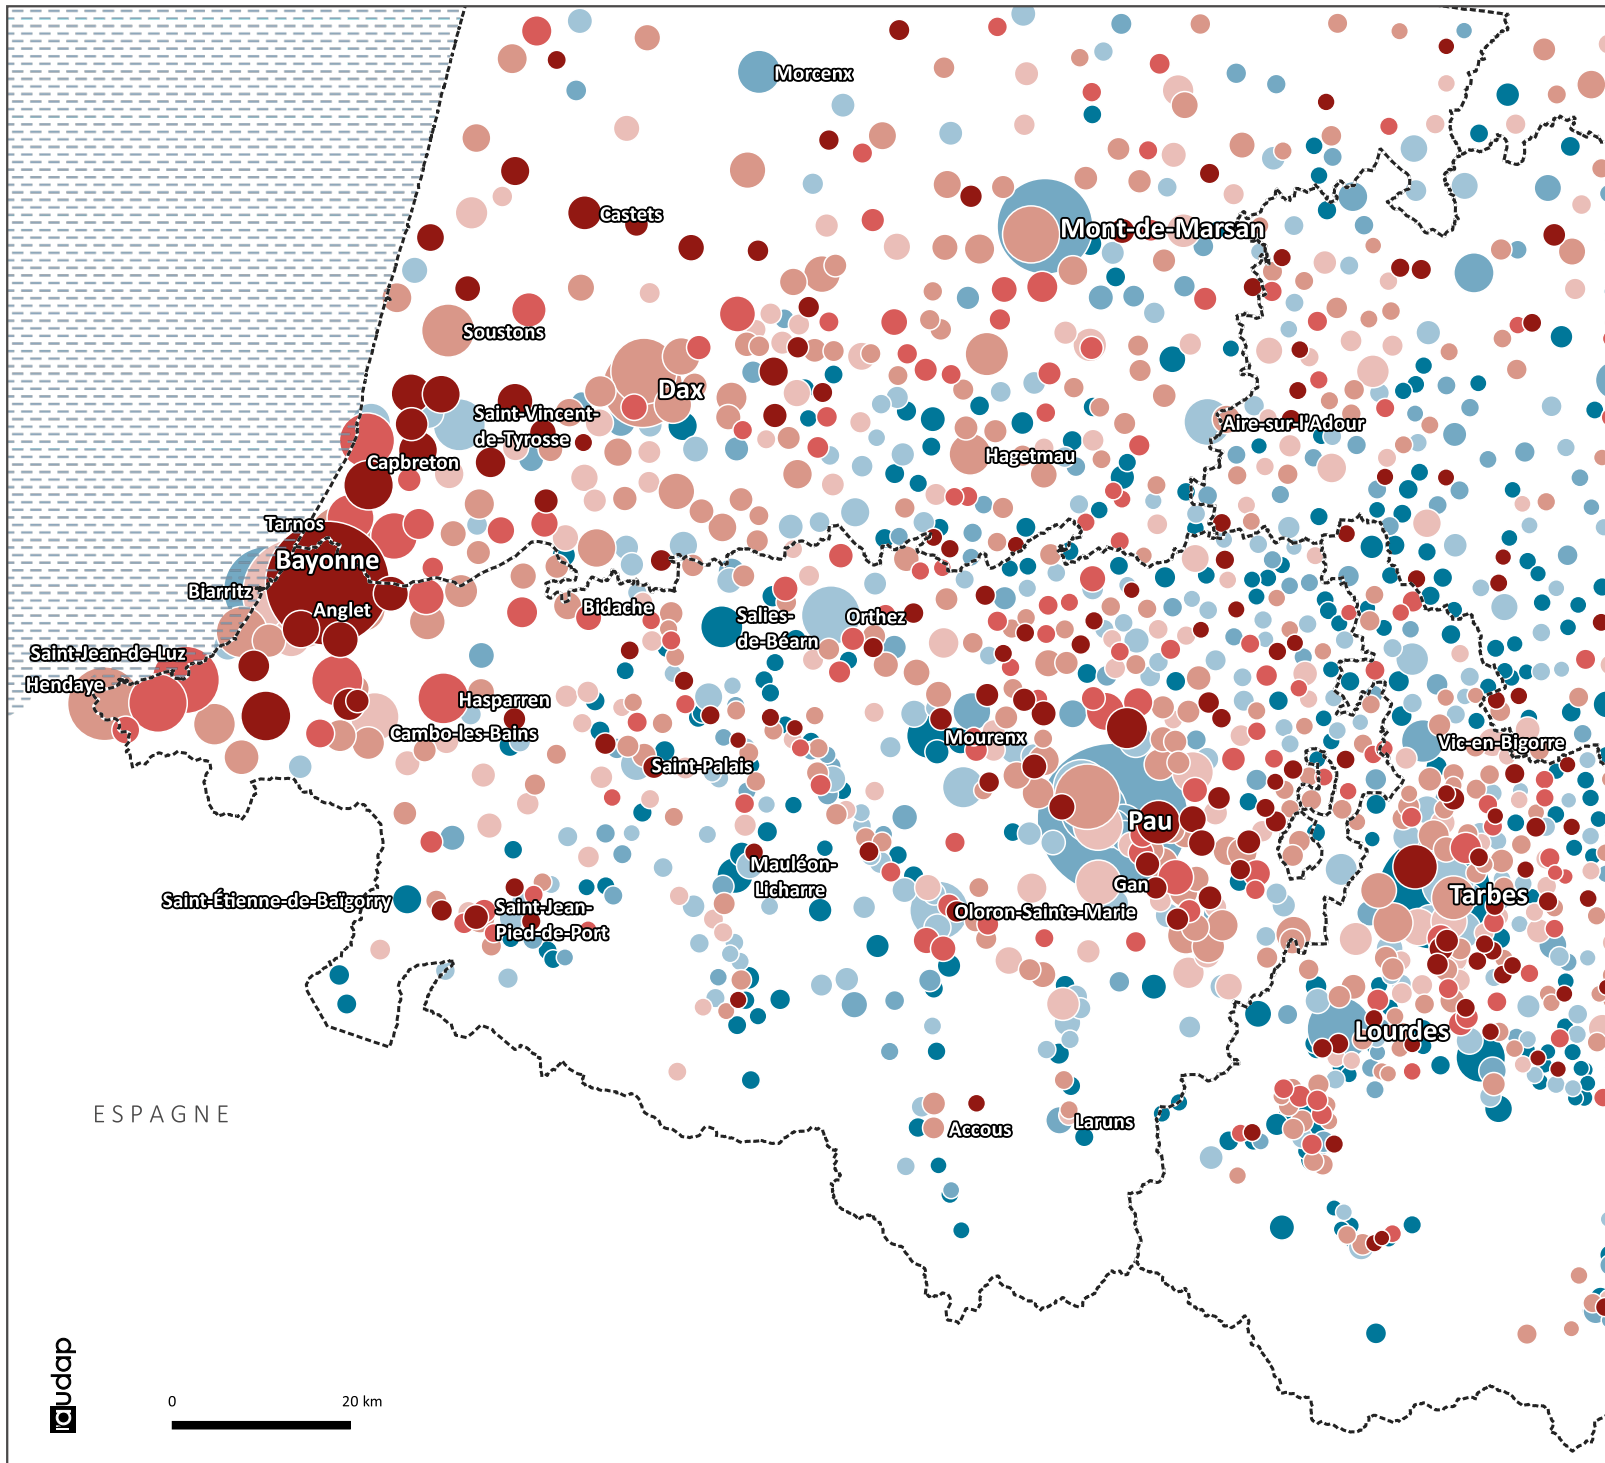 Morcenx
Castets
Mont-de-Marsan
Soustons
Dax
Saint-Vincent-
de-Tyrosse
Aire-sur-l'Adour
Capbreton
Hagetmau
Tarnos
Bayonne
Biarritz
Anglet
Bidache
Salies-
de-Béarn
Orthez
Saint-Jean-de-Luz
Hendaye
Hasparren
Cambo-les-Bains
Mourenx
Vic-en-Bigorre
Saint-Palais
Pau
Mauléon-
Licharre
Gan
Tarbes
Saint-Étienne-de-Baïgorry
Saint-Jean-
Pied-de-Port
Oloron-Sainte-Marie
Lourdes
ESPAGNE
Accous
Laruns
l'audap
0 20 km